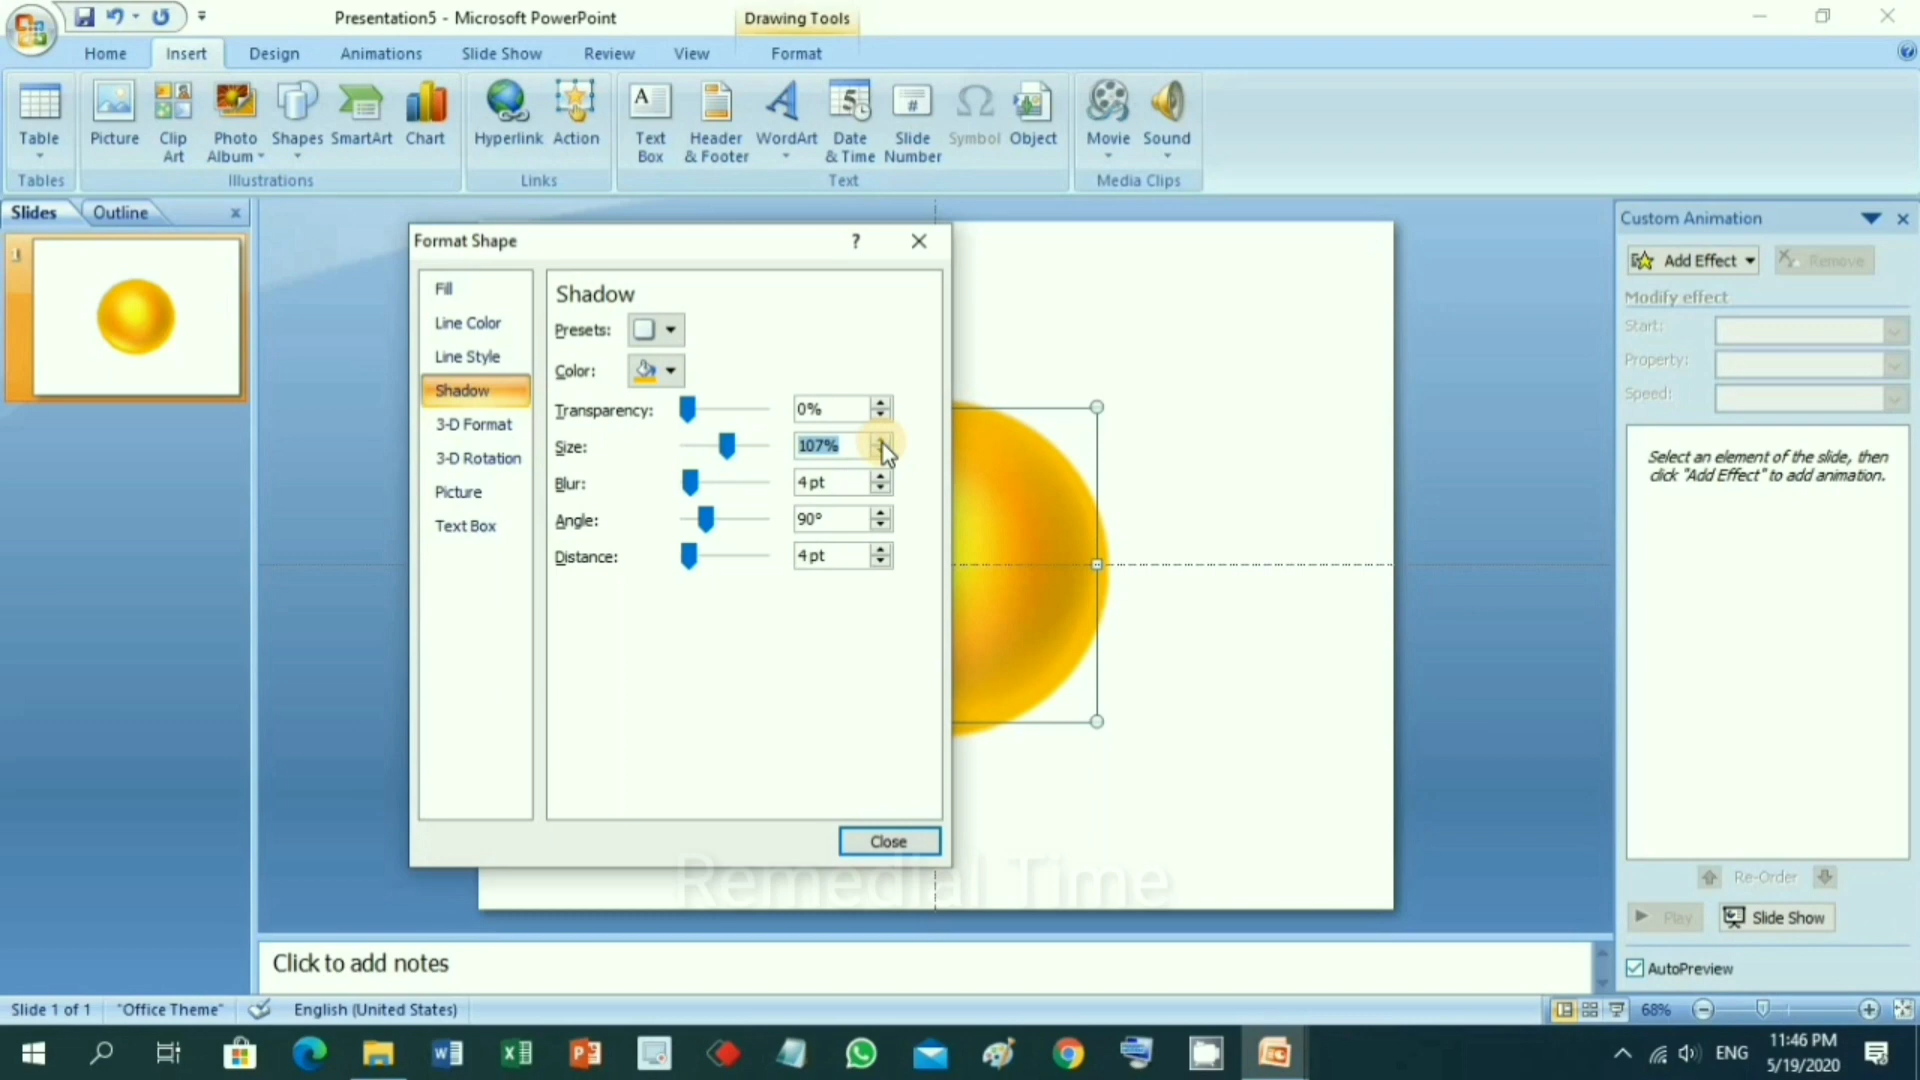 Presentation5 - Microsoft PowerPoint
Drawing Tools
Home Insert Design Animations Slide Show Review View Format
Table
Picture
Clip Art
Photo Album
Shapes
SmartArt
Chart
Hyperlink
Action
Text Box
Header & Footer
WordArt
Date & Time
Slide Number
Symbol
Object
Movie
Sound
Tables
Illustrations
Links
Text
Media Clips
Slides
Outline
x
1
Format Shape
?
Fill
Line Color
Line Style
Shadow
3-D Format
3-D Rotation
Picture
Text Box
Shadow
Presets:
Color:
Transparency: 0%
Size: 107%
Blur: 4 pt
Angle: 90°
Distance: 4 pt
Close
Remedial Time
Custom Animation
Add Effect
Remove
Modify effect
Start:
Property:
Speed:
Select an element of the slide, then
click "Add Effect" to add animation.
Re-Order
Play
Slide Show
AutoPreview
Click to add notes
Slide 1 of 1 "Office Theme" English (United States) 68%
ENG
11:46 PM
5/19/2020